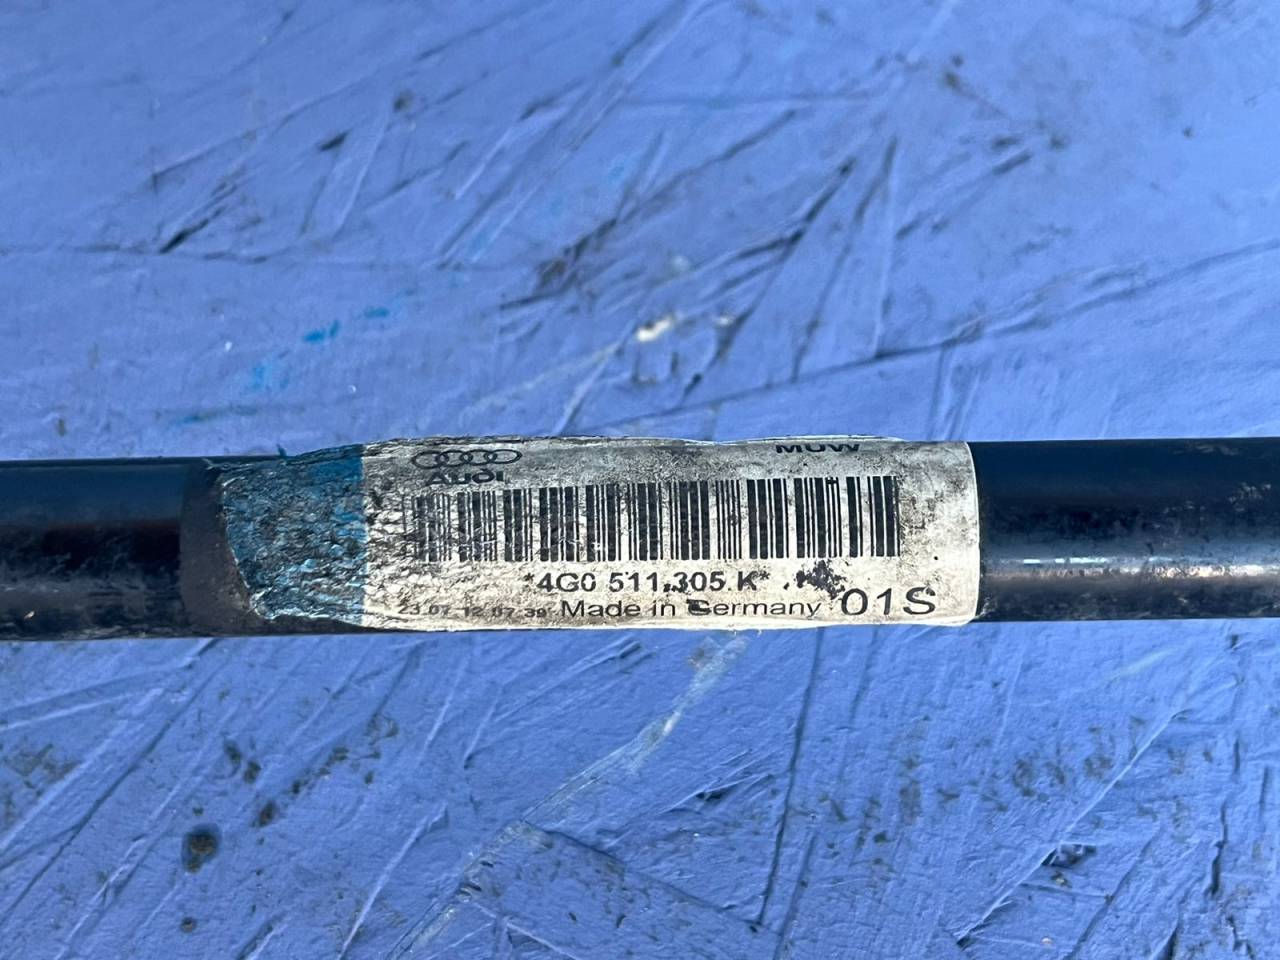 MUW
Audi
*4G0 511.305.K*
23.07.12 07:39 Made in Germany 01S